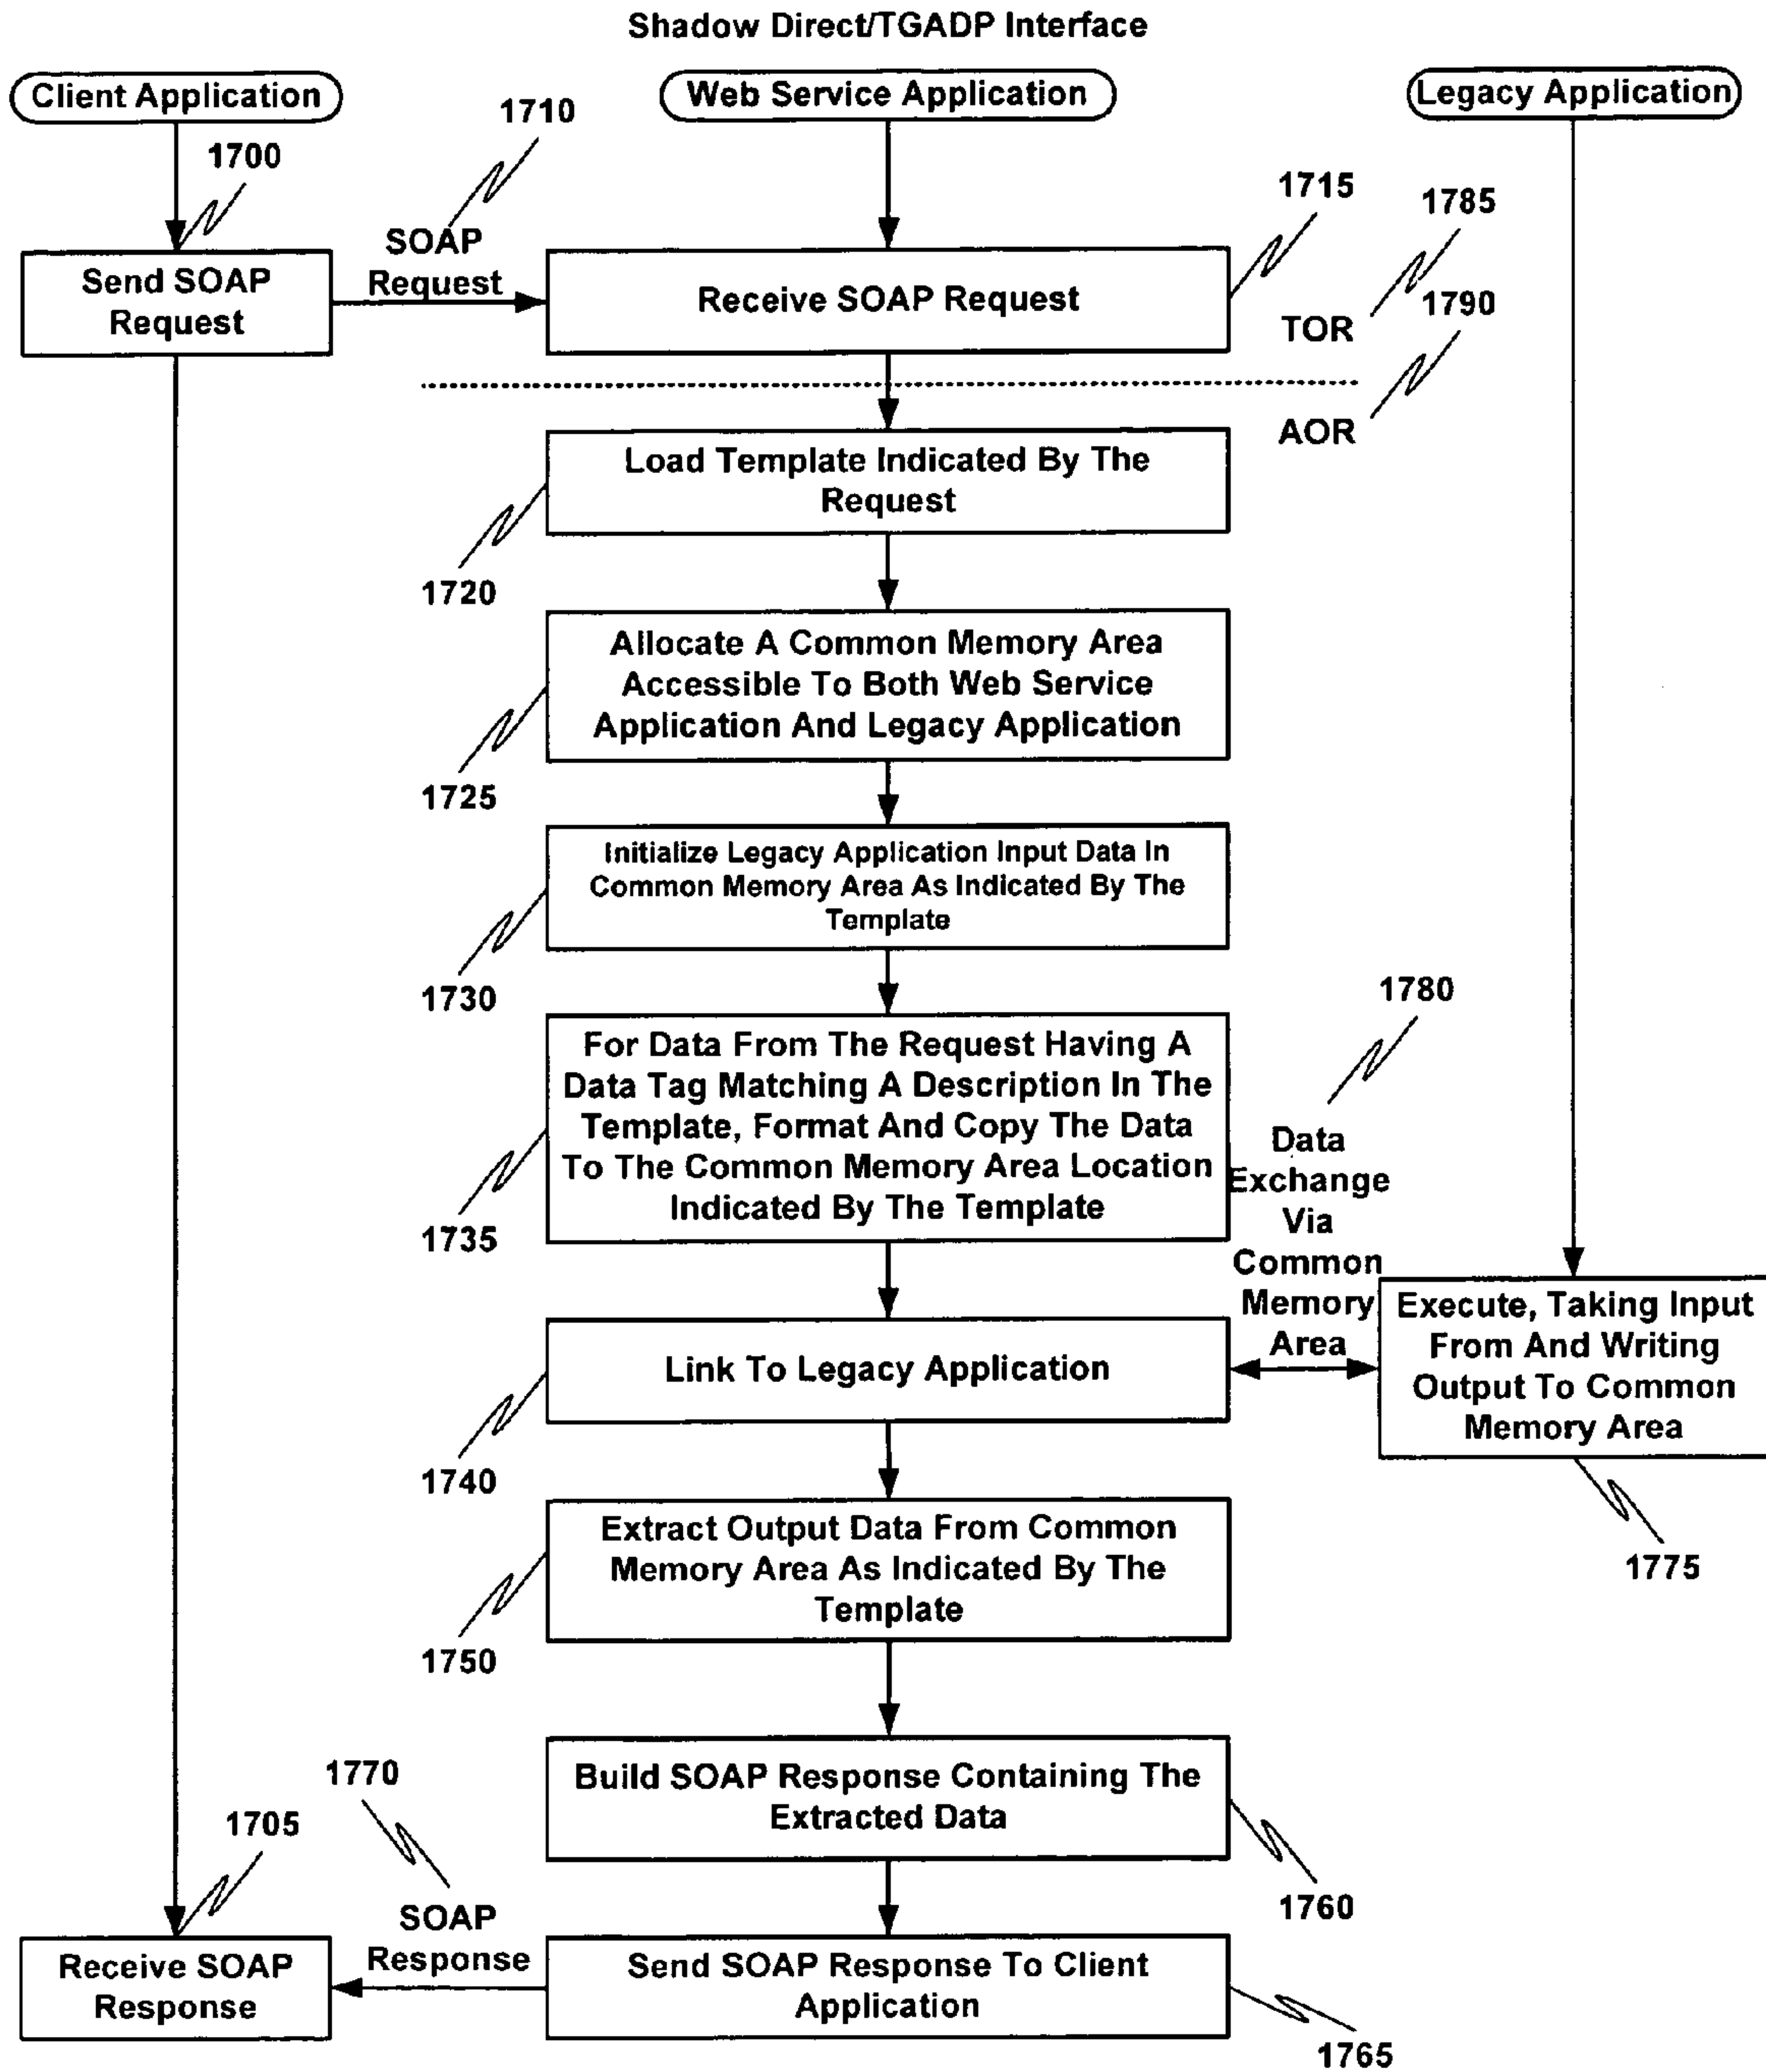 Shadow Direct/TGADP Interface
Client Application
Web Service Application
Legacy Application
1700
1710
1715
1785
1790
Send SOAP
Request
SOAP
Request
Receive SOAP Request
TOR
AOR
Load Template Indicated By The
Request
1720
Allocate A Common Memory Area
Accessible To Both Web Service
Application And Legacy Application
1725
Initialize Legacy Application Input Data In
Common Memory Area As Indicated By The
Template
1730
For Data From The Request Having A
Data Tag Matching A Description In The
Template, Format And Copy The Data
To The Common Memory Area Location
Indicated By The Template
1735
1780
Data
Exchange
Via
Common
Memory
Area
Link To Legacy Application
1740
Execute, Taking Input
From And Writing
Output To Common
Memory Area
1775
Extract Output Data From Common
Memory Area As Indicated By The
Template
1750
Build SOAP Response Containing The
Extracted Data
1760
1770
1705
SOAP
Response
Receive SOAP
Response
Send SOAP Response To Client
Application
1765